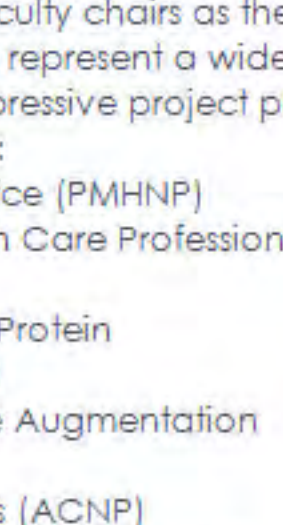 culty chairs as the
represent a wide
pressive project p
:
ce (PMHNP)
n Care Profession
Protein
e Augmentation
s (ACNP)